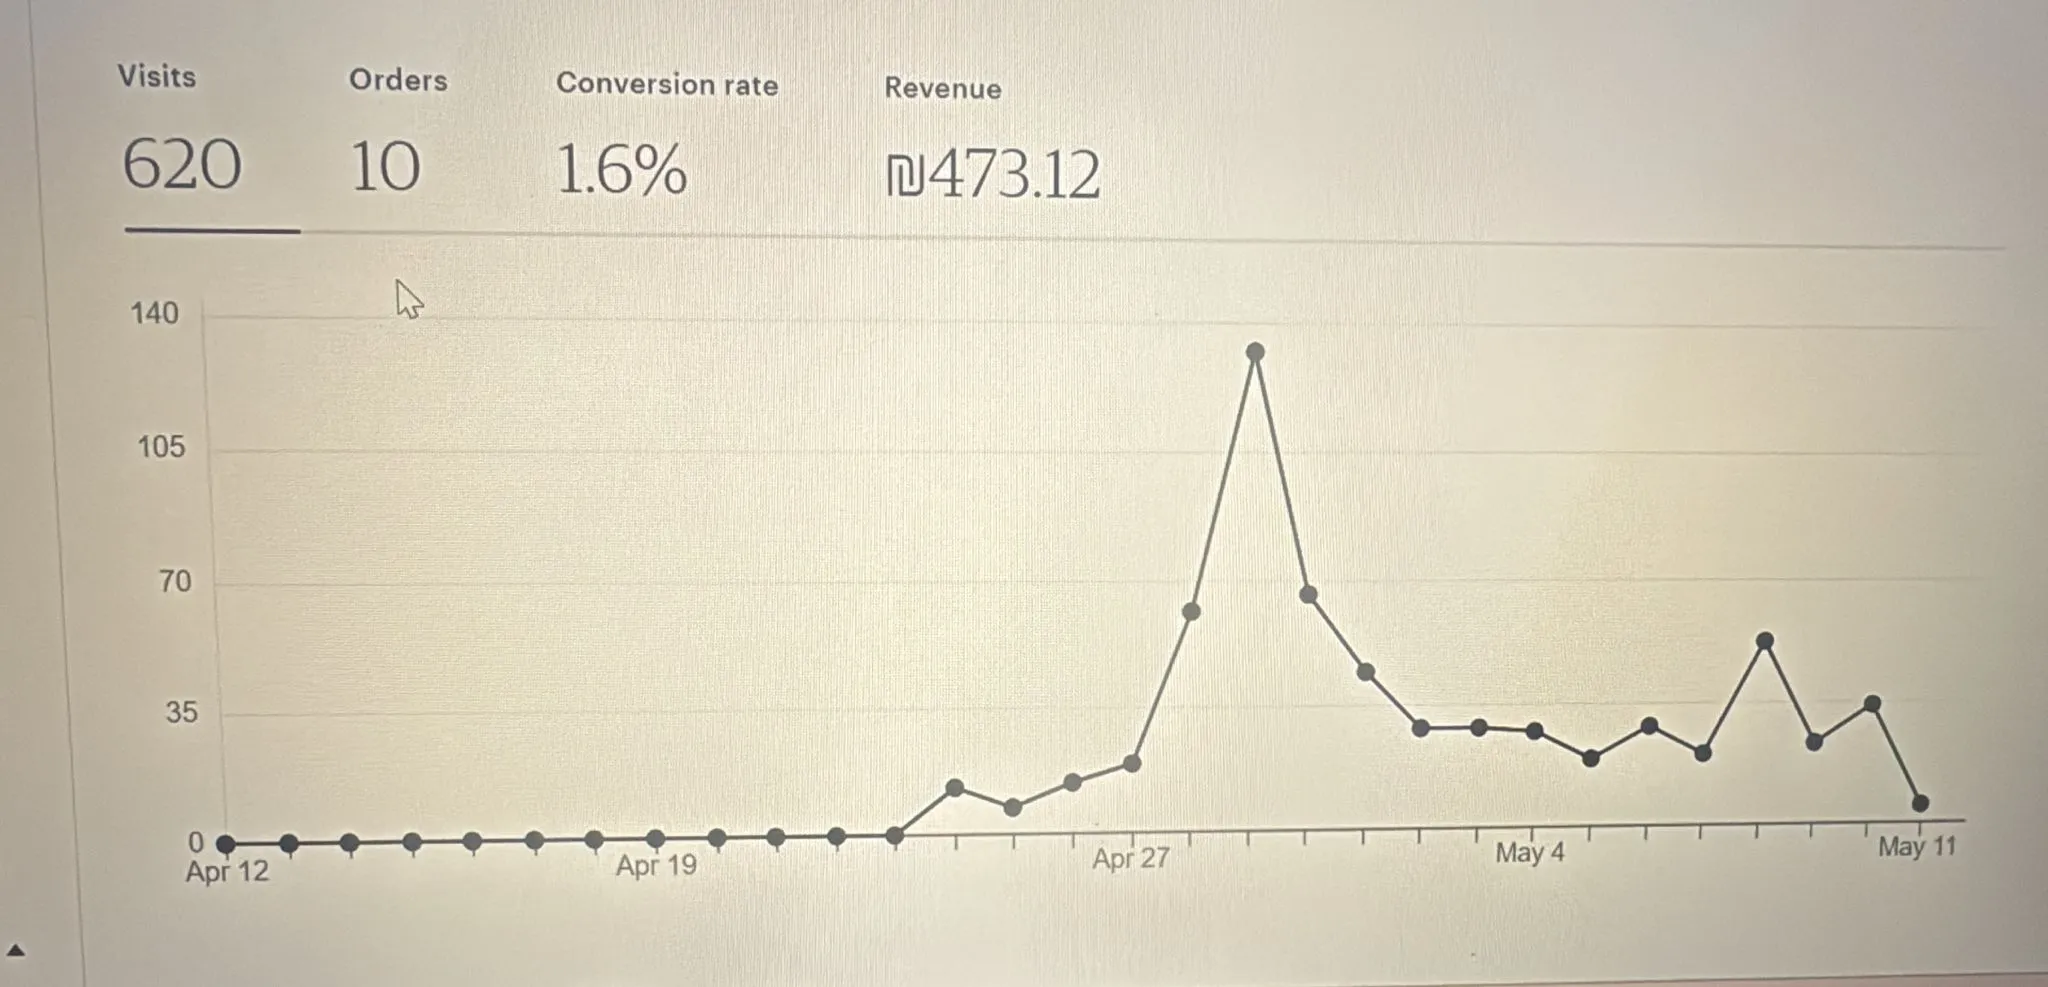 Visits Orders Conversion rate Revenue
620 10 1.6% ₪473.12
140
105
70
35
0
Apr 12 Apr 19 Apr 27 May 4 May 11